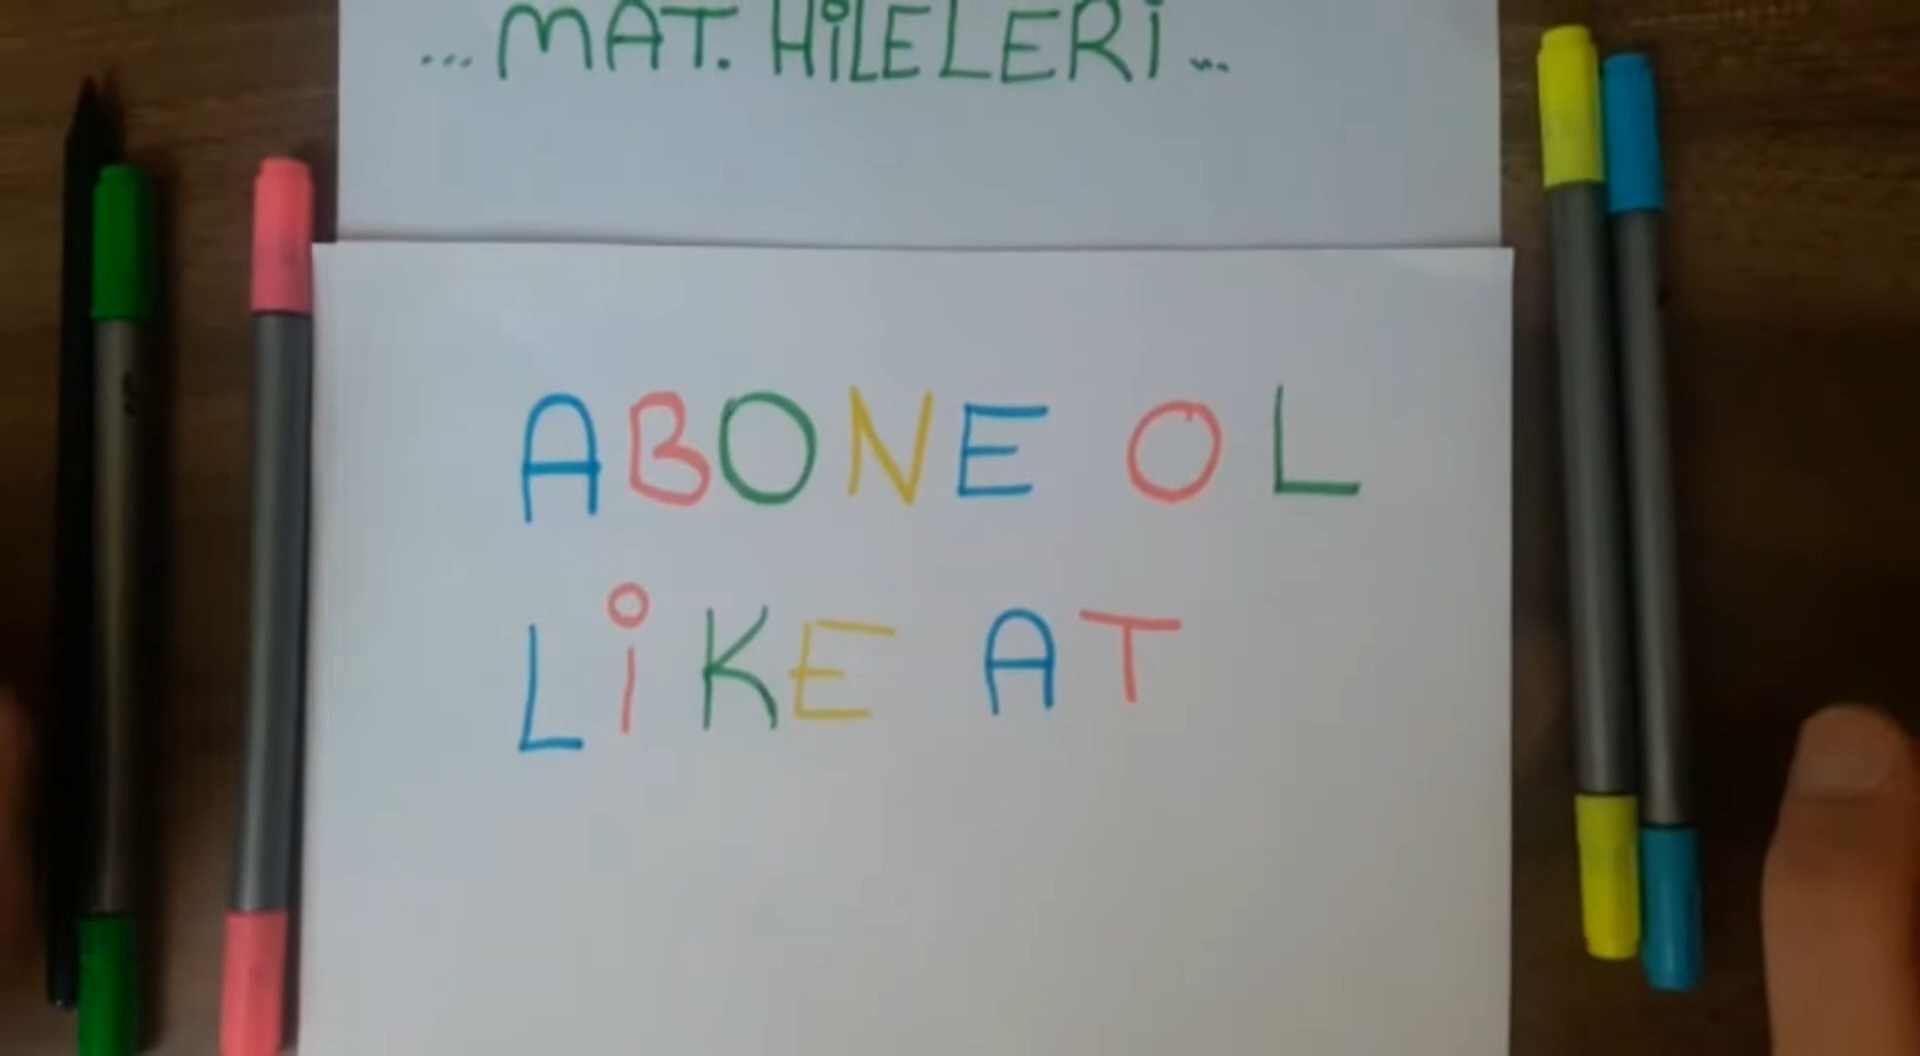 ... MAT. HİLELERİ ...
ABONE OL
LİKE AT